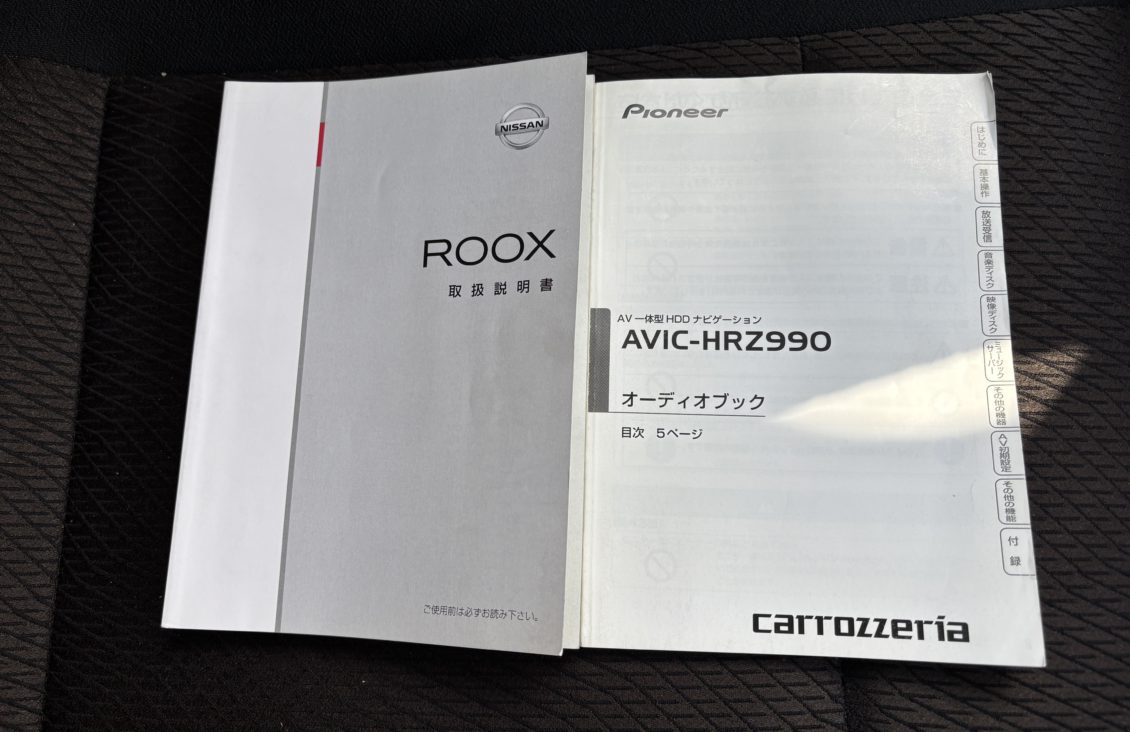 NISSAN
ROOX
取扱説明書
ご使用前は必ずお読み下さい。
Pioneer
AV一体型HDDナビゲーション
AVIC-HRZ990
オーディオブック
目次 5ページ
carrozzeria
はじめに
基本操作
放送受信
音楽ディスク
映像ディスク
ミュージックサーバー
その他の機器
AV初期設定
その他の機能
付録